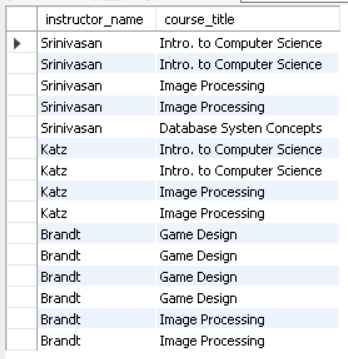 instructor_name course_title
Srinivasan Intro. to Computer Science
Srinivasan Intro. to Computer Science
Srinivasan Image Processing
Srinivasan Image Processing
Srinivasan Database Systen Concepts
Katz Intro. to Computer Science
Katz Intro. to Computer Science
Katz Image Processing
Katz Image Processing
Brandt Game Design
Brandt Game Design
Brandt Game Design
Brandt Game Design
Brandt Image Processing
Brandt Image Processing